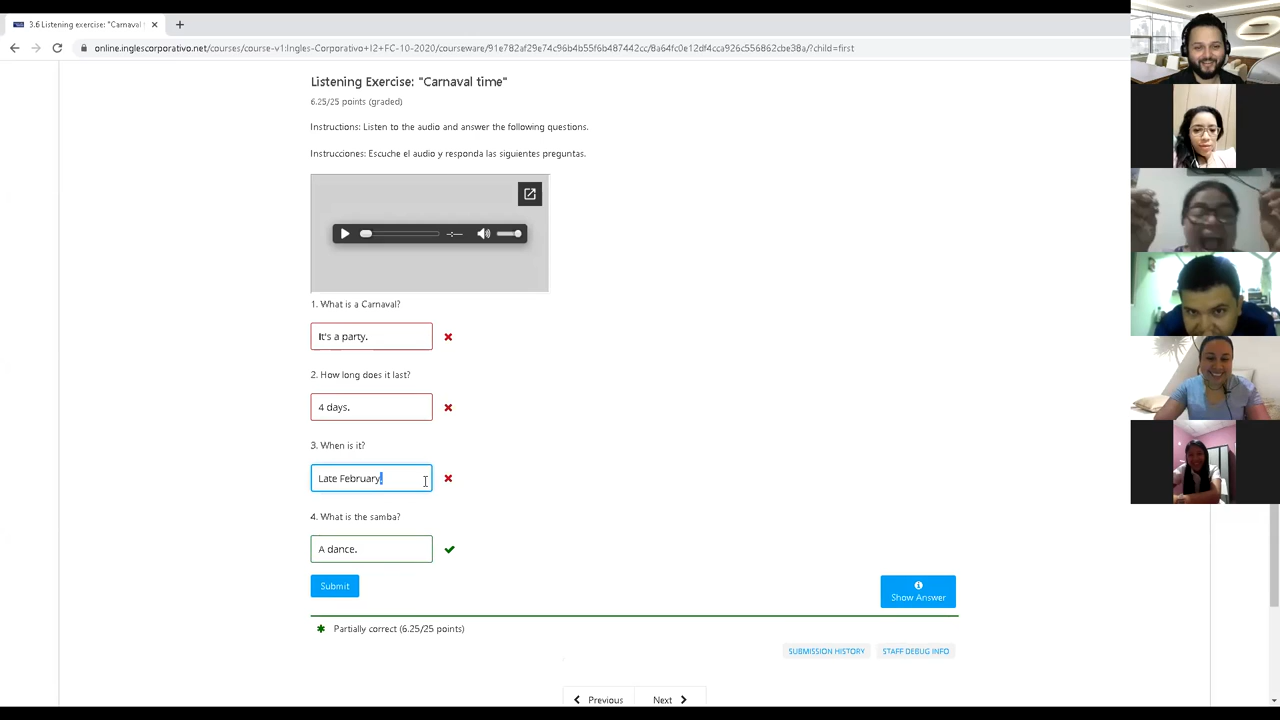 3.6 Listening exercise: "Carnaval
online.inglescorporativo.net/courses/course-v1:Ingles-Corporativo+I2+FC-10-2020/courseware/91e782af29e74c96b4b55f6b487442cc/8a64fc0e12df4cca926c556862cbe38a/?child=first
Listening Exercise: "Carnaval time"
6.25/25 points (graded)
Instructions: Listen to the audio and answer the following questions.
Instrucciones: Escuche el audio y responda las siguientes preguntas.
1. What is a Carnaval?
It's a party.
2. How long does it last?
4 days.
3. When is it?
Late February.
4. What is the samba?
A dance.
Submit
Show Answer
Partially correct (6.25/25 points)
SUBMISSION HISTORY STAFF DEBUG INFO
Previous Next